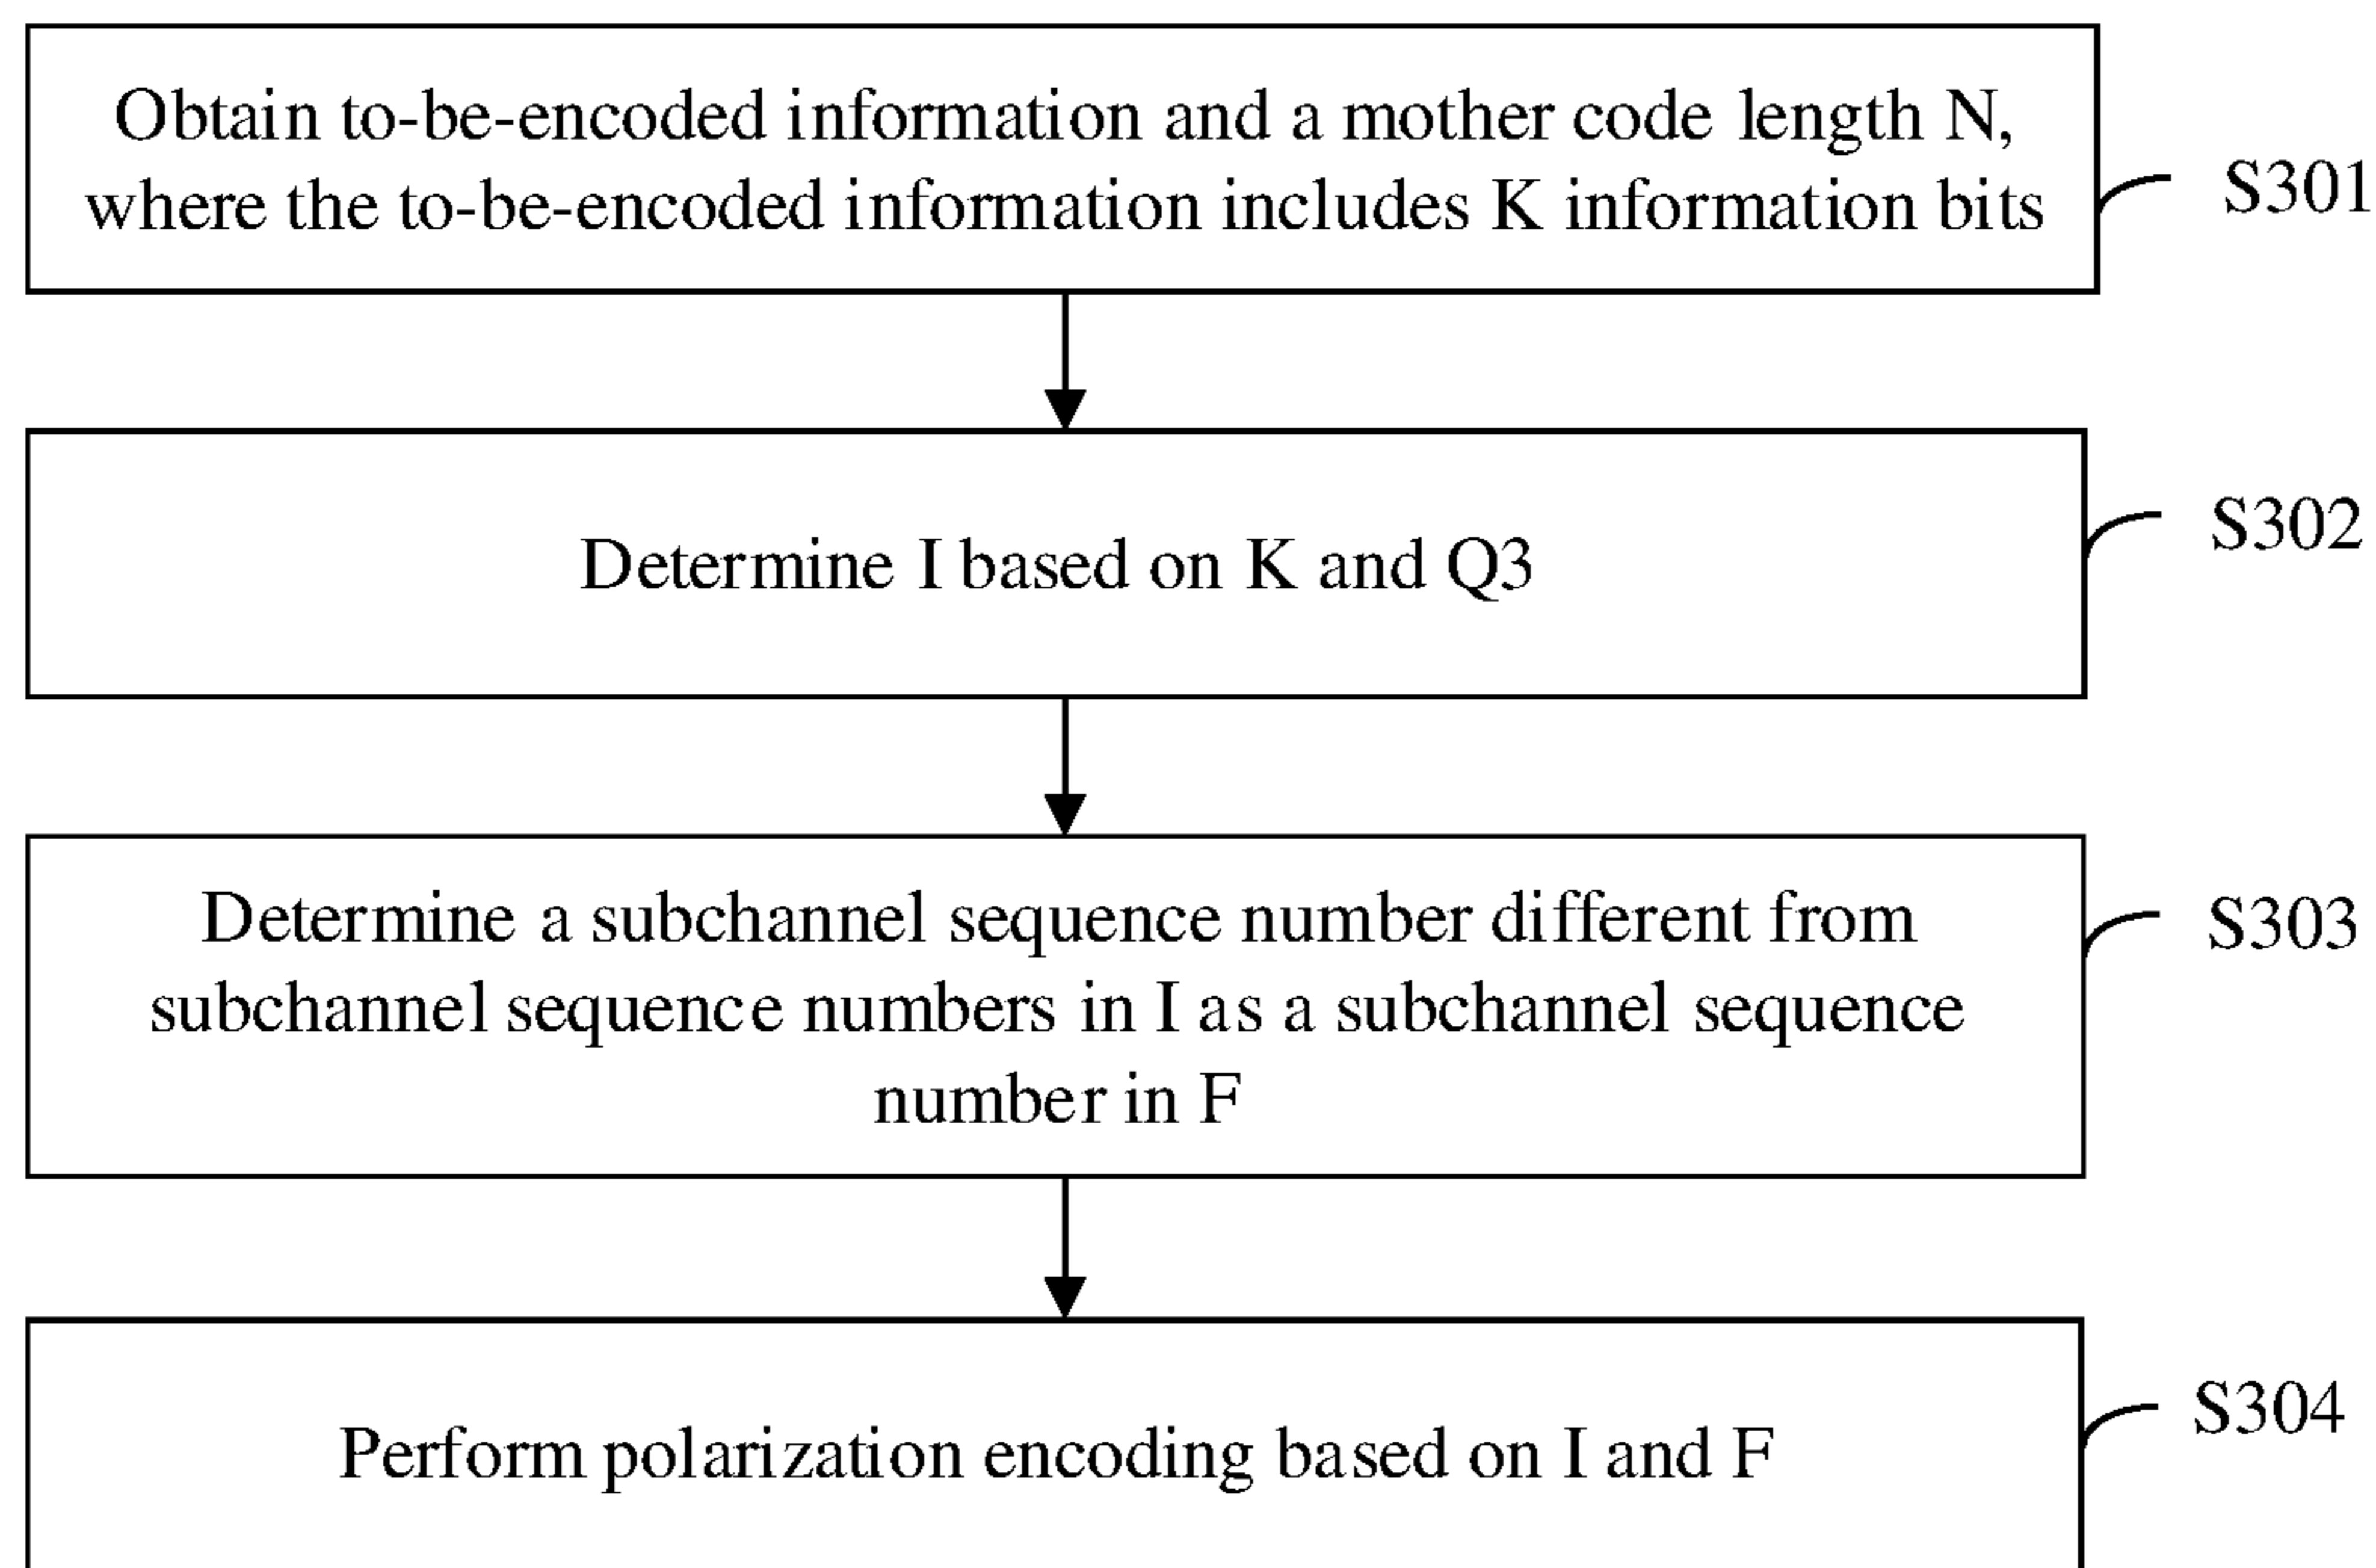 Obtain to-be-encoded information and a mother code length N,
where the to-be-encoded information includes K information bits
S301
Determine I based on K and Q3
S302
Determine a subchannel sequence number different from
subchannel sequence numbers in I as a subchannel sequence
number in F
S303
Perform polarization encoding based on I and F
S304